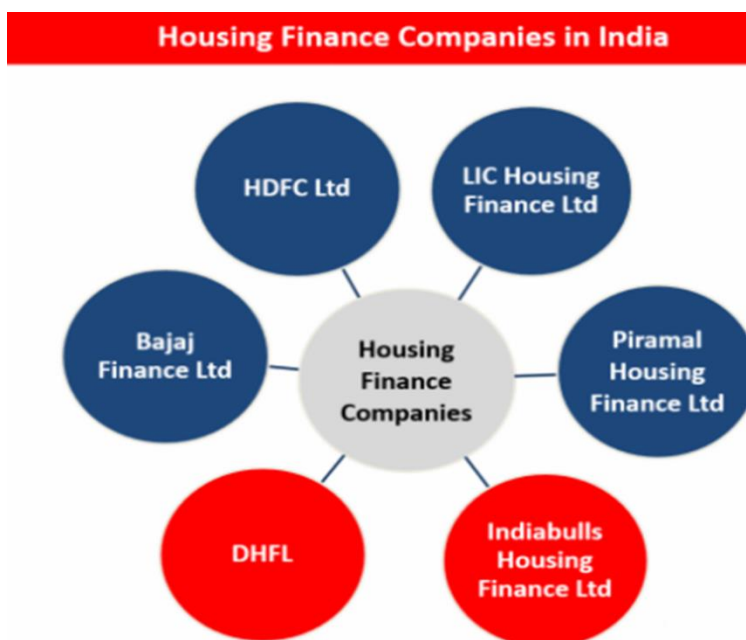 Housing Finance Companies in India
HDFC Ltd
LIC Housing
Finance Ltd
Bajaj
Finance Ltd
Housing
Finance
Companies
Piramal
Housing
Finance Ltd
DHFL
Indiabulls
Housing
Finance Ltd